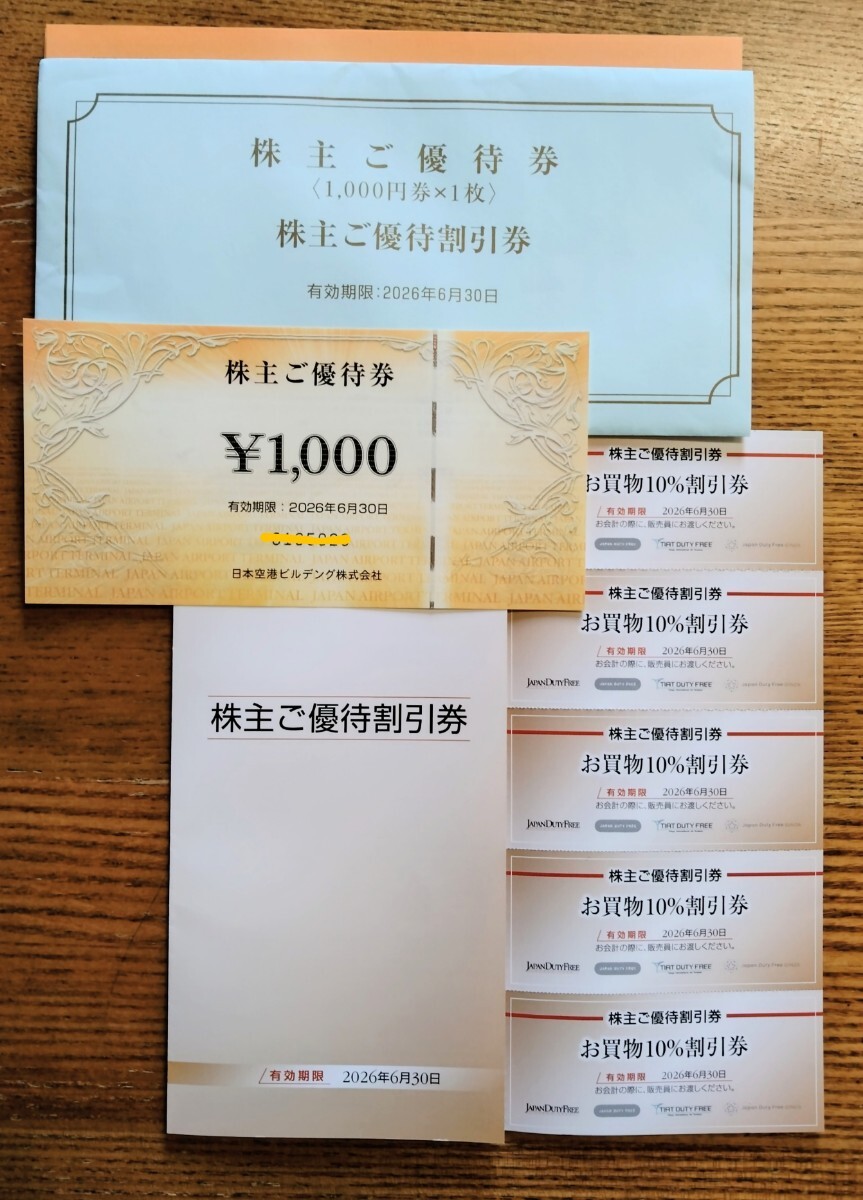 株主ご優待券
〈1,000円券×1枚〉
株主ご優待割引券
有効期限:2026年6月30日
株主ご優待券
¥1,000
有効期限：2026年6月30日
日本空港ビルデング株式会社
株主ご優待割引券
有効期限 2026年6月30日
株主ご優待割引券
お買物10%割引券
有効期限 2026年6月30日
お会計の際に、販売員にお渡しください。
TIAT DUTY FREE
株主ご優待割引券
お買物10%割引券
有効期限 2026年6月30日
お会計の際に、販売員にお渡しください。
JAPAN DUTY FREE JAPAN DUTY FREE TIAT DUTY FREE
株主ご優待割引券
お買物10%割引券
有効期限 2026年6月30日
お会計の際に、販売員にお渡しください。
JAPAN DUTY FREE JAPAN DUTY FREE TIAT DUTY FREE
株主ご優待割引券
お買物10%割引券
有効期限 2026年6月30日
お会計の際に、販売員にお渡しください。
JAPAN DUTY FREE JAPAN DUTY FREE TIAT DUTY FREE
株主ご優待割引券
お買物10%割引券
有効期限 2026年6月30日
お会計の際に、販売員にお渡しください。
JAPAN DUTY FREE JAPAN DUTY FREE TIAT DUTY FREE